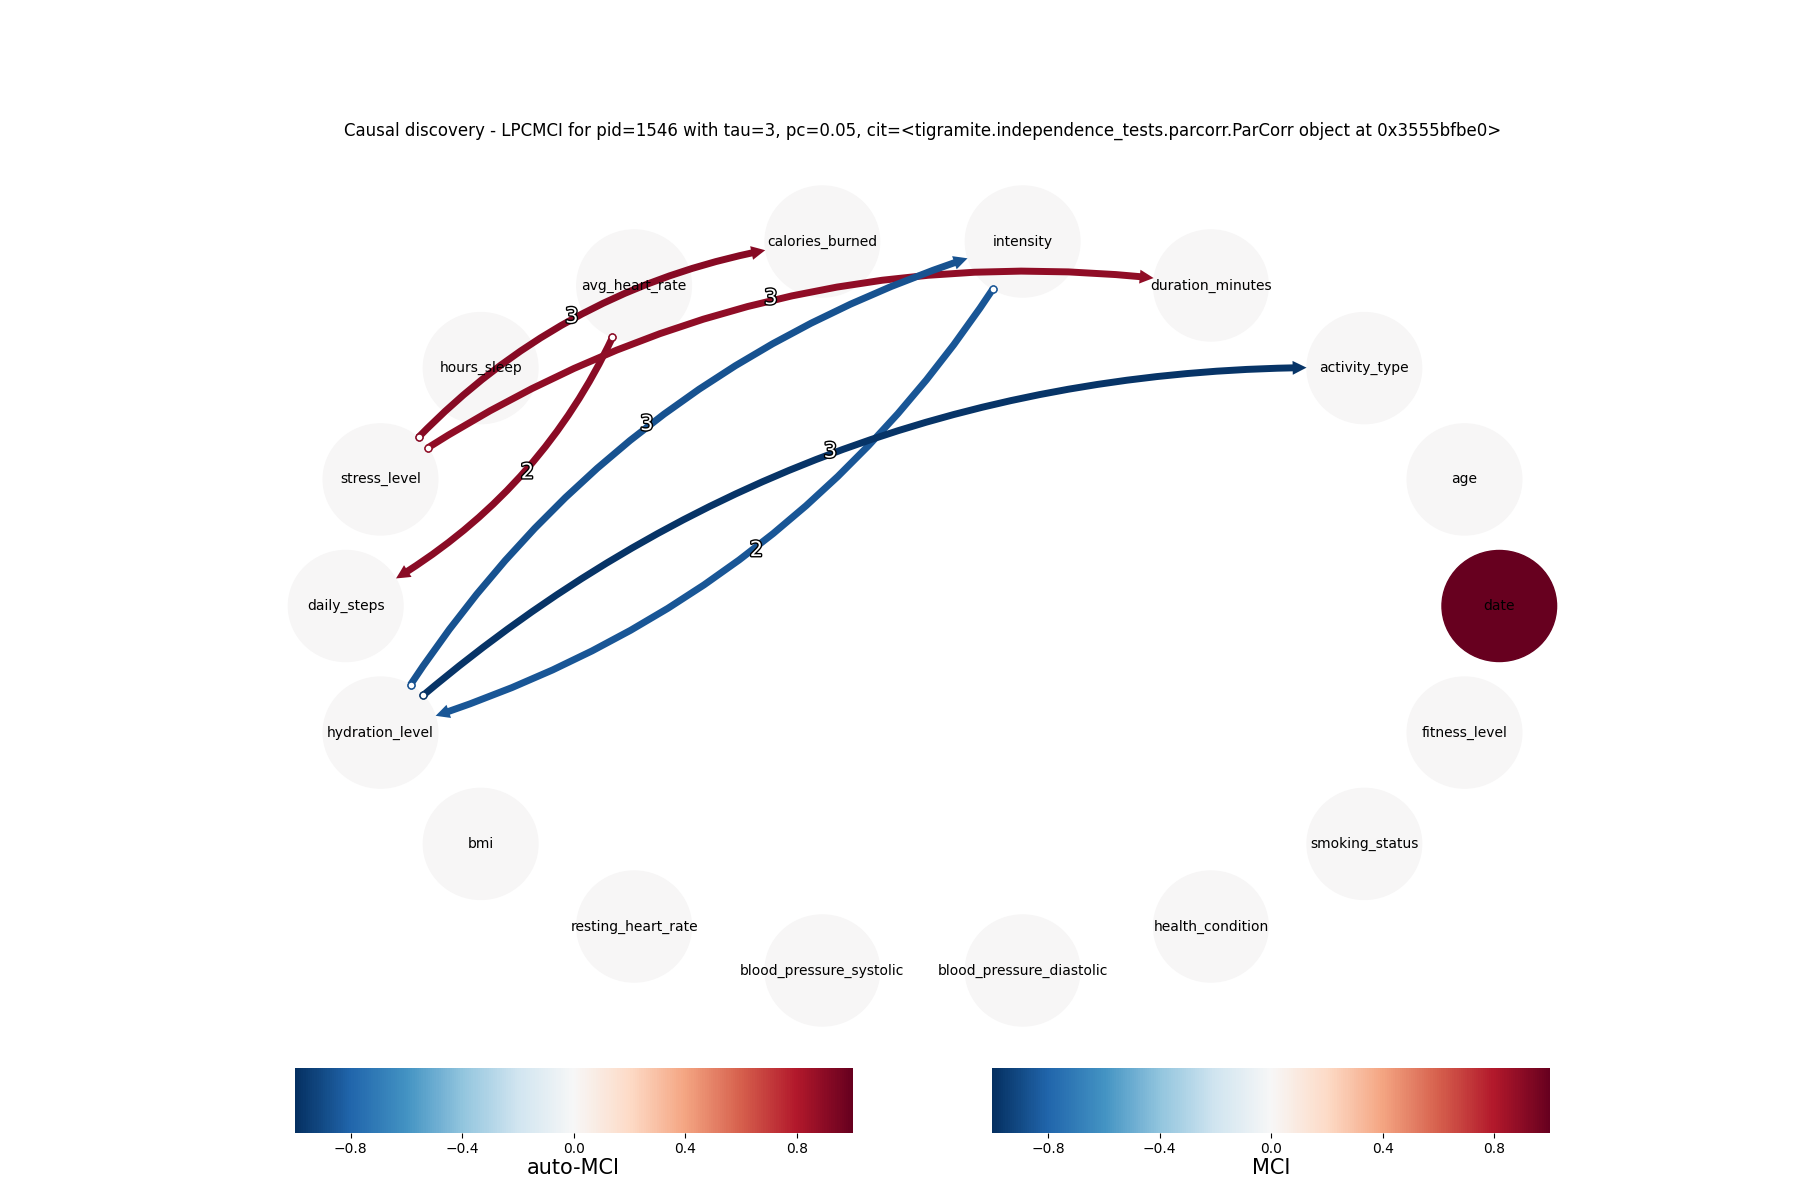 Causal discovery - LPCMCI for pid=1546 with tau=3, pc=0.05, cit=<tigramite.independence_tests.parcorr.ParCorr object at 0x3555bfbe0>
calories_burned
intensity
avg_heart_rate
duration_minutes
3
3
hours_sleep
activity_type
3
3
2
stress_level
age
2
daily_steps
date
hydration_level
fitness_level
bmi
smoking_status
resting_heart_rate
health_condition
blood_pressure_systolic
blood_pressure_diastolic
−0.8 −0.4 0.0 0.4 0.8
auto-MCI
−0.8 −0.4 0.0 0.4 0.8
MCI